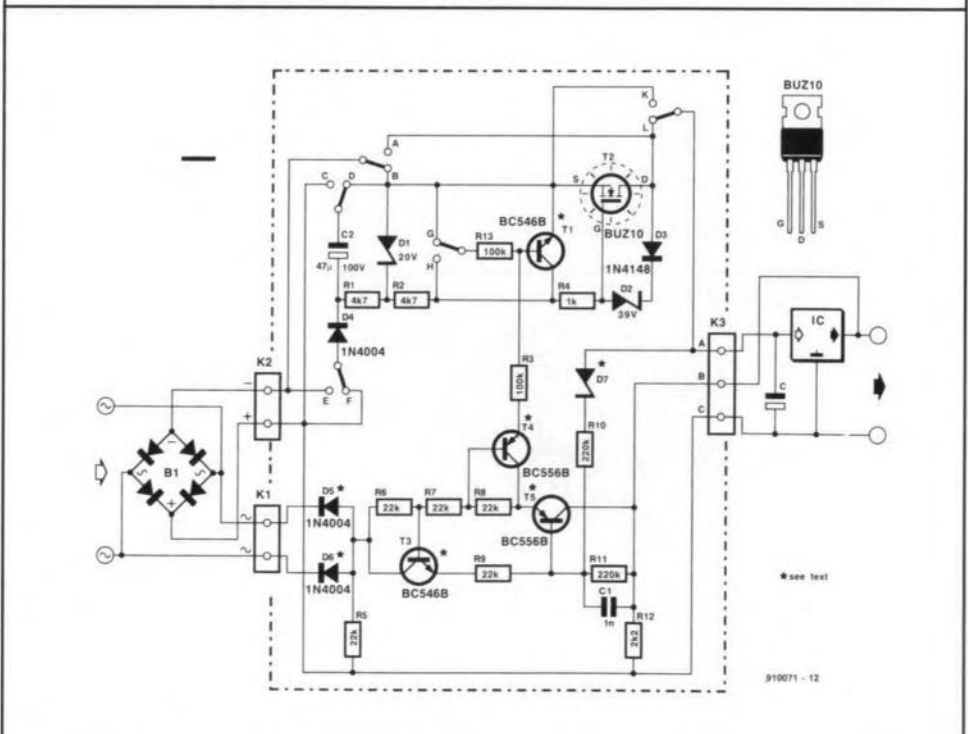 BUZ10
G
D
S
K
L
A
B
C
D
T2
S
D
G
BUZ10
BC546B
*
T1
G
H
R13
100k
C2
47µ
100V
D1
20V
D3
1N4148
R1
4k7
R2
4k7
R4
1k
D2
39V
D4
1N4004
K3
IC
K2
E
F
A
B
C
*
D7
R3
100k
C
−
+
R10
220k
T4
*
BC556B
B1
−
+
~
~
K1
~
~
D5
*
1N4004
R6
22k
R7
22k
R8
22k
T5
*
BC556B
D6
*
1N4004
T3
*
BC546B
R9
22k
R11
220k
C1
1n
R5
22k
R12
2k2
* see text
910071 - 12